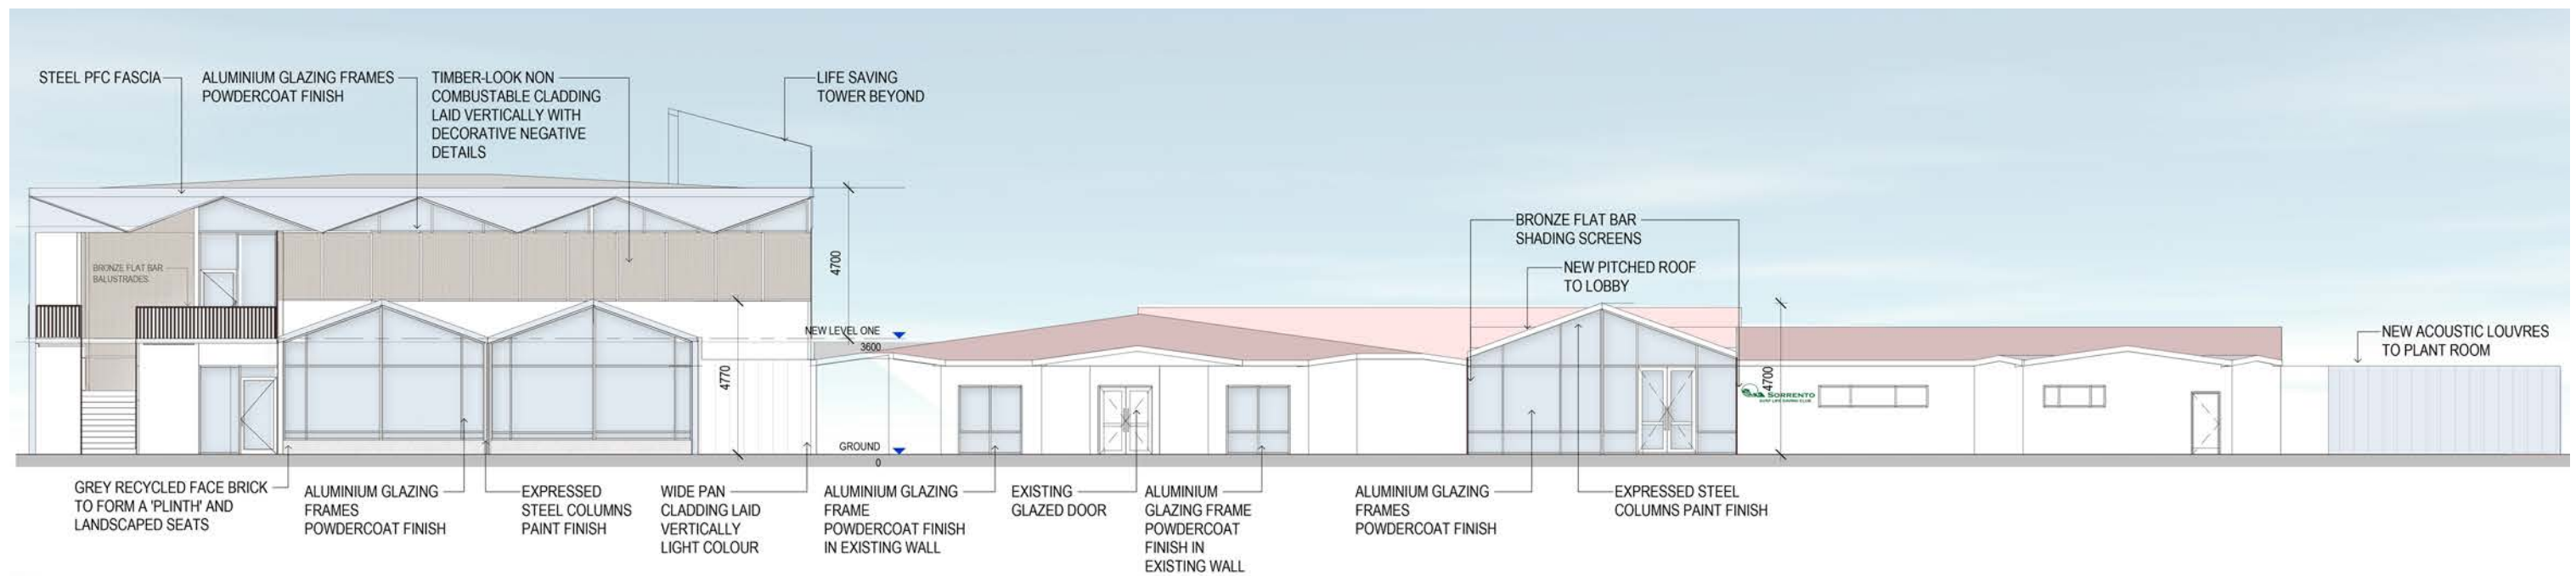 STEEL PFC FASCIA
ALUMINIUM GLAZING FRAMES
POWDERCOAT FINISH
TIMBER-LOOK NON
COMBUSTABLE CLADDING
LAID VERTICALLY WITH
DECORATIVE NEGATIVE
DETAILS
LIFE SAVING
TOWER BEYOND
BRONZE FLAT BAR
SHADING SCREENS
NEW PITCHED ROOF
TO LOBBY
BRONZE FLAT BAR
BALUSTRADES
4700
NEW LEVEL ONE
3600
4770
4700
NEW ACOUSTIC LOUVRES
TO PLANT ROOM
SORRENTO
SURF LIFE SAVING CLUB
GROUND
0
GREY RECYCLED FACE BRICK
TO FORM A 'PLINTH' AND
LANDSCAPED SEATS
ALUMINIUM GLAZING
FRAMES
POWDERCOAT FINISH
EXPRESSED
STEEL COLUMNS
PAINT FINISH
WIDE PAN
CLADDING LAID
VERTICALLY
LIGHT COLOUR
ALUMINIUM GLAZING
FRAME
POWDERCOAT FINISH
IN EXISTING WALL
EXISTING
GLAZED DOOR
ALUMINIUM
GLAZING FRAME
POWDERCOAT
FINISH IN
EXISTING WALL
ALUMINIUM GLAZING
FRAMES
POWDERCOAT FINISH
EXPRESSED STEEL
COLUMNS PAINT FINISH